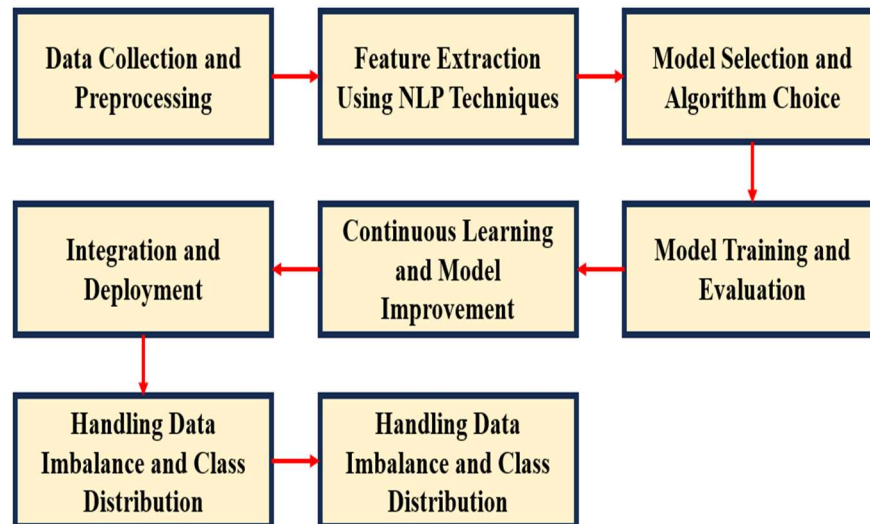 Data Collection and
Preprocessing
Feature Extraction
Using NLP Techniques
Model Selection and
Algorithm Choice
Model Training and
Evaluation
Continuous Learning
and Model
Improvement
Integration and
Deployment
Handling Data
Imbalance and Class
Distribution
Handling Data
Imbalance and Class
Distribution